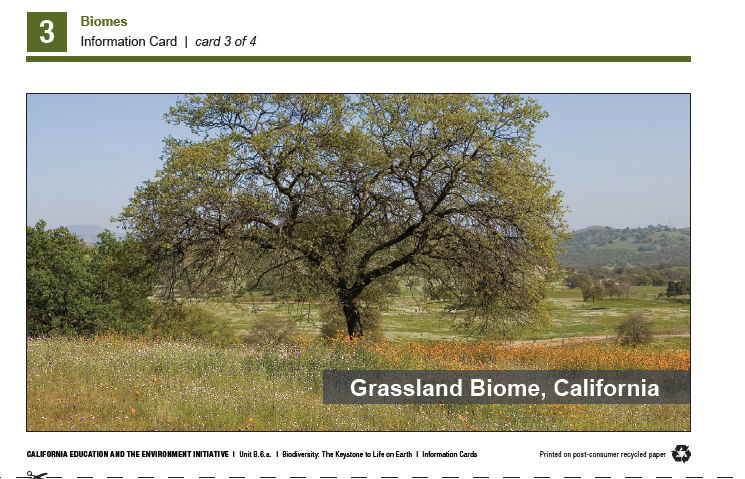 3
Biomes
Information Card | card 3 of 4
Grassland Biome, California
CALIFORNIA EDUCATION AND THE ENVIRONMENT INITIATIVE I Unit B.6.a. I Biodiversity: The Keystone to Life on Earth I Information Cards
Printed on post-consumer recycled paper